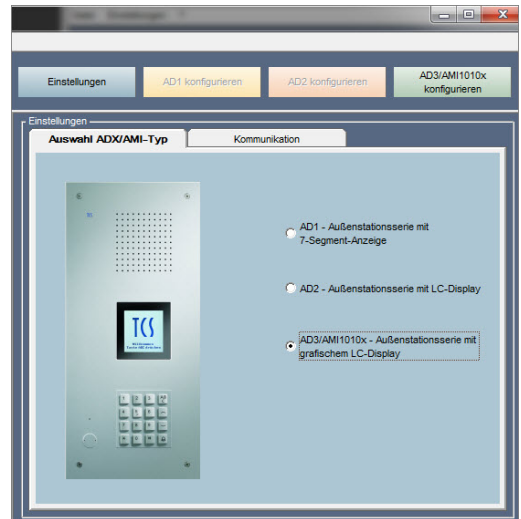 Einstellungen
AD1 konfigurieren
AD2 konfigurieren
AD3/AMI1010x
konfigurieren
Einstellungen
Auswahl ADX/AMI-Typ
Kommunikation
AD1 - Außenstationsserie mit
7-Segment-Anzeige
AD2 - Außenstationsserie mit LC-Display
AD3/AMI1010x - Außenstationsserie mit
grafischem LC-Display
TCS